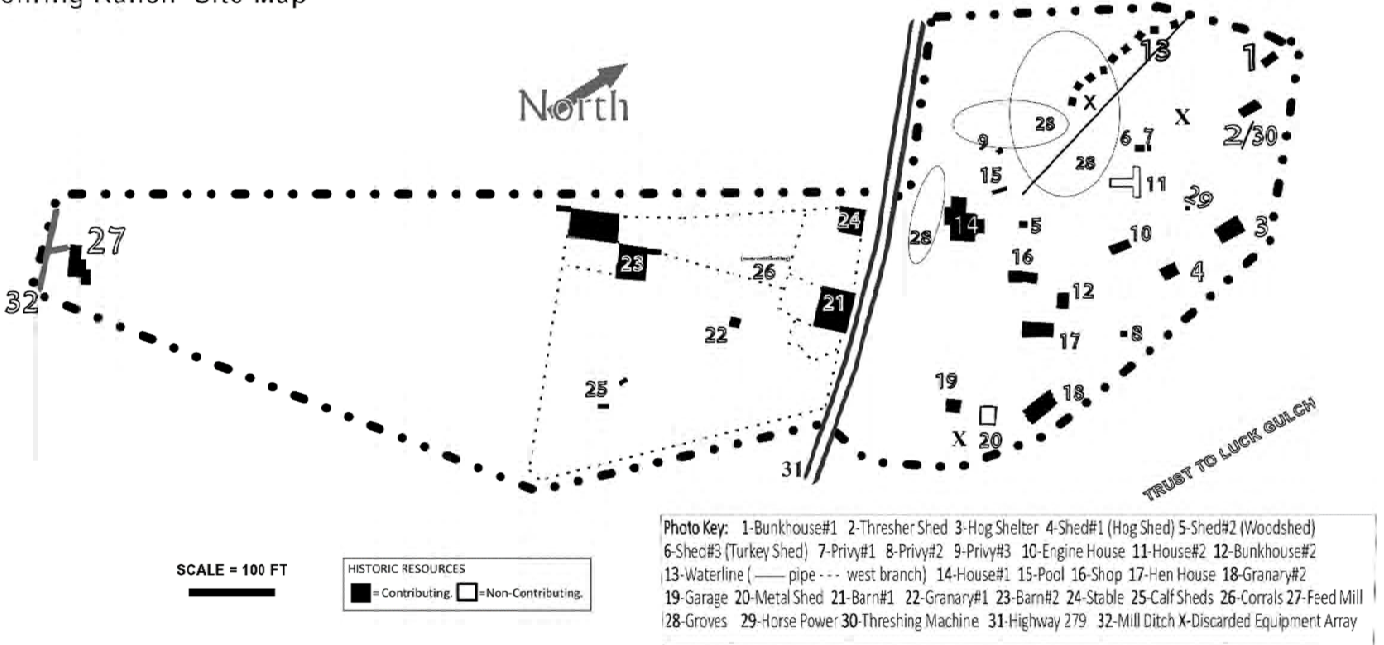 Site Map
North
13
1
X
X
28
2/30
9
6 7
28
15
11
29
24
14
5
3
28
27
10
23
26
16
4
32
21
12
22
17
8
19
25
18
X
20
31
TRUST TO LUCK GULCH
Photo Key: 1-Bunkhouse#1 2-Thresher Shed 3-Hog Shelter 4-Shed#1 (Hog Shed) 5-Shed#2 (Woodshed)
6-Shed#3 (Turkey Shed) 7-Privy#1 8-Privy#2 9-Privy#3 10-Engine House 11-House#2 12-Bunkhouse#2
13-Waterline ( —— pipe --- west branch) 14-House#1 15-Pool 16-Shop 17-Hen House 18-Granary#2
19-Garage 20-Metal Shed 21-Barn#1 22-Granary#1 23-Barn#2 24-Stable 25-Calf Sheds 26-Corrals 27-Feed Mill
28-Groves 29-Horse Power 30-Threshing Machine 31-Highway 279 32-Mill Ditch X-Discarded Equipment Array
SCALE = 100 FT
HISTORIC RESOURCES
= Contributing. =Non-Contributing.